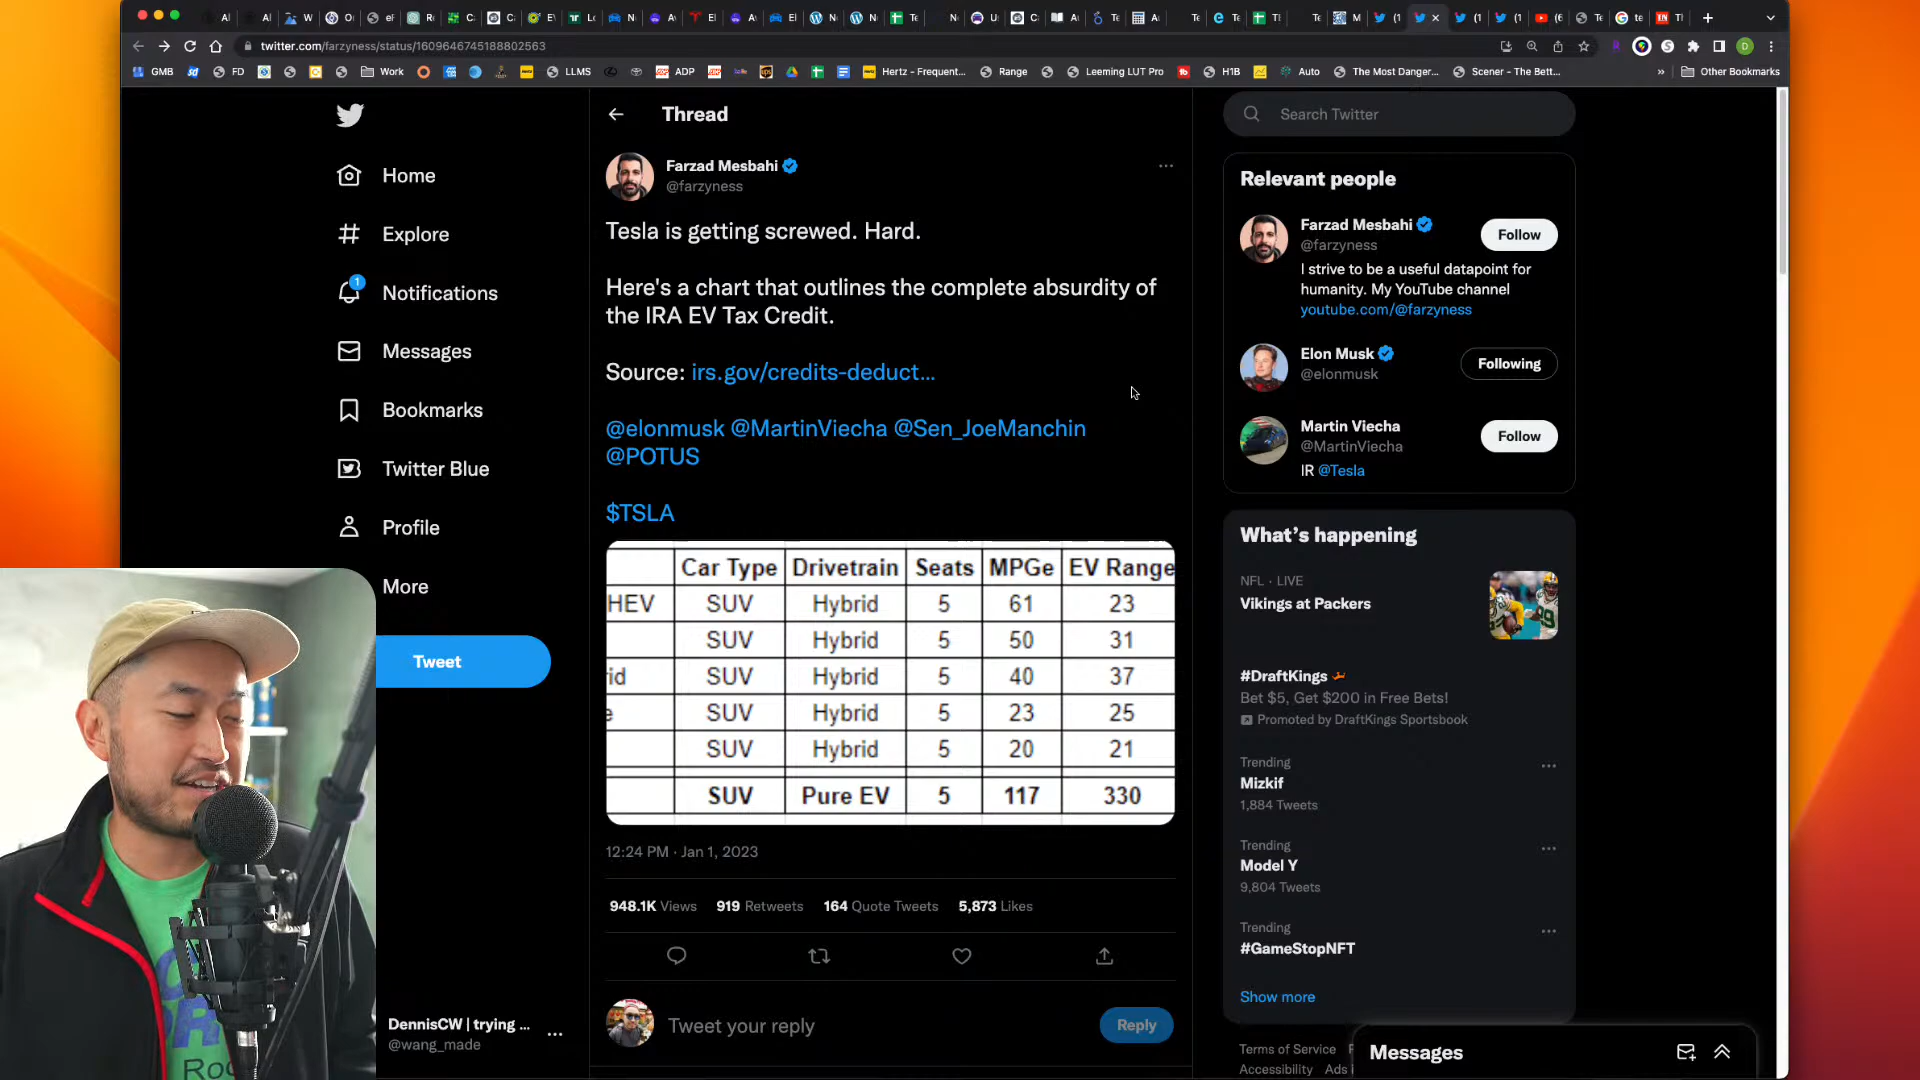 twitter.com/farzyness/status/1609646745188802563
GMB
FD
Work
LLMS
ADP
Hertz - Frequent...
Range
Leeming LUT Pro
H1B
Auto
The Most Danger...
Scener - The Bett...
Other Bookmarks
Home
Explore
1
Notifications
Messages
Bookmarks
Twitter Blue
Profile
More
Tweet
DennisCW | trying ...
@wang_made
Thread
Farzad Mesbahi
@farzyness
Tesla is getting screwed. Hard.
Here's a chart that outlines the complete absurdity of
the IRA EV Tax Credit.
Source: irs.gov/credits-deduct...
@elonmusk @MartinViecha @Sen_JoeManchin
@POTUS
$TSLA
Car Type Drivetrain Seats MPGe EV Range
HEV SUV Hybrid 5 61 23
SUV Hybrid 5 50 31
id SUV Hybrid 5 40 37
e SUV Hybrid 5 23 25
SUV Hybrid 5 20 21
SUV Pure EV 5 117 330
12:24 PM · Jan 1, 2023
948.1K Views 919 Retweets 164 Quote Tweets 5,873 Likes
Tweet your reply
Reply
Search Twitter
Relevant people
Farzad Mesbahi
@farzyness
Follow
I strive to be a useful datapoint for
humanity. My YouTube channel
youtube.com/@farzyness
Elon Musk
@elonmusk
Following
Martin Viecha
@MartinViecha
Follow
IR @Tesla
What's happening
NFL · LIVE
Vikings at Packers
#DraftKings
Bet $5, Get $200 in Free Bets!
Promoted by DraftKings Sportsbook
Trending
Mizkif
1,884 Tweets
Trending
Model Y
9,804 Tweets
Trending
#GameStopNFT
Show more
Terms of Service
Accessibility Ads
Messages